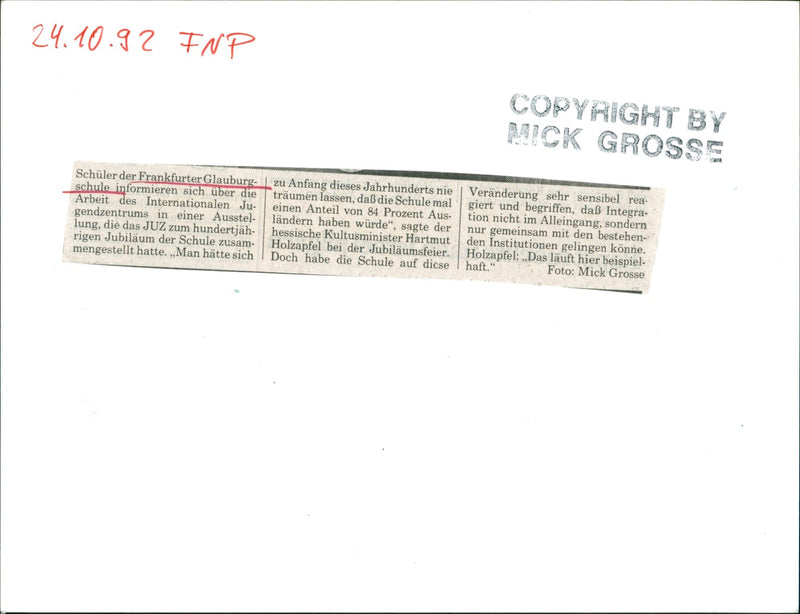 24.10.92 FNP
COPYRIGHT BY
MICK GROSSE
Schüler der Frankfurter Glauburg-
schule informieren sich über die
Arbeit des Internationalen Ju-
gendzentrums in einer Ausstel-
lung, die das JUZ zum hundertjäh-
rigen Jubiläum der Schule zusam-
mengestellt hatte. „Man hätte sich
zu Anfang dieses Jahrhunderts nie
träumen lassen, daß die Schule mal
einen Anteil von 84 Prozent Aus-
ländern haben würde“, sagte der
hessische Kultusminister Hartmut
Holzapfel bei der Jubiläumsfeier.
Doch habe die Schule auf diese
Veränderung sehr sensibel rea-
giert und begriffen, daß Integra-
tion nicht im Alleingang, sondern
nur gemeinsam mit den bestehen-
den Institutionen gelingen könne.
Holzapfel: „Das läuft hier beispiel-
haft.“ Foto: Mick Grosse